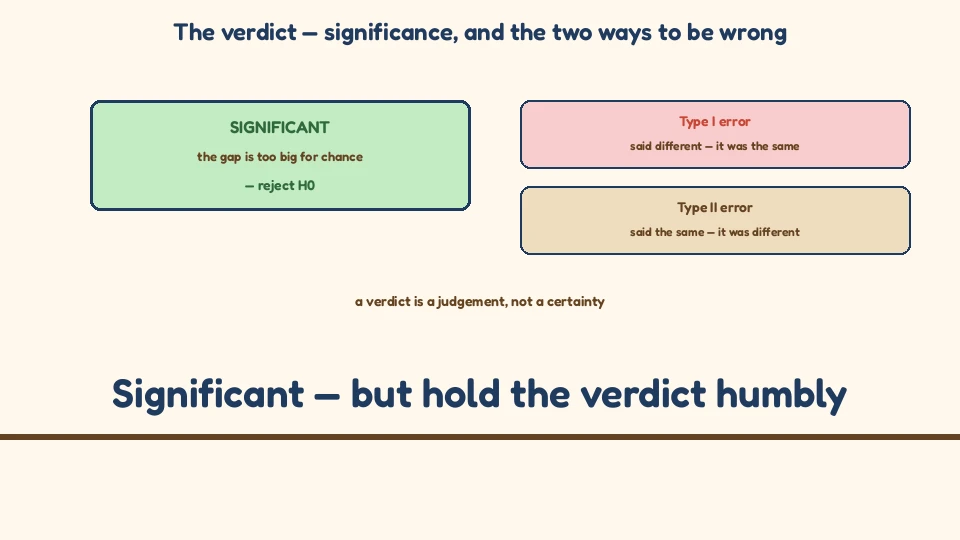 The verdict — significance, and the two ways to be wrong
SIGNIFICANT
the gap is too big for chance
— reject H0
Type I error
said different — it was the same
Type II error
said the same — it was different
a verdict is a judgement, not a certainty
Significant — but hold the verdict humbly